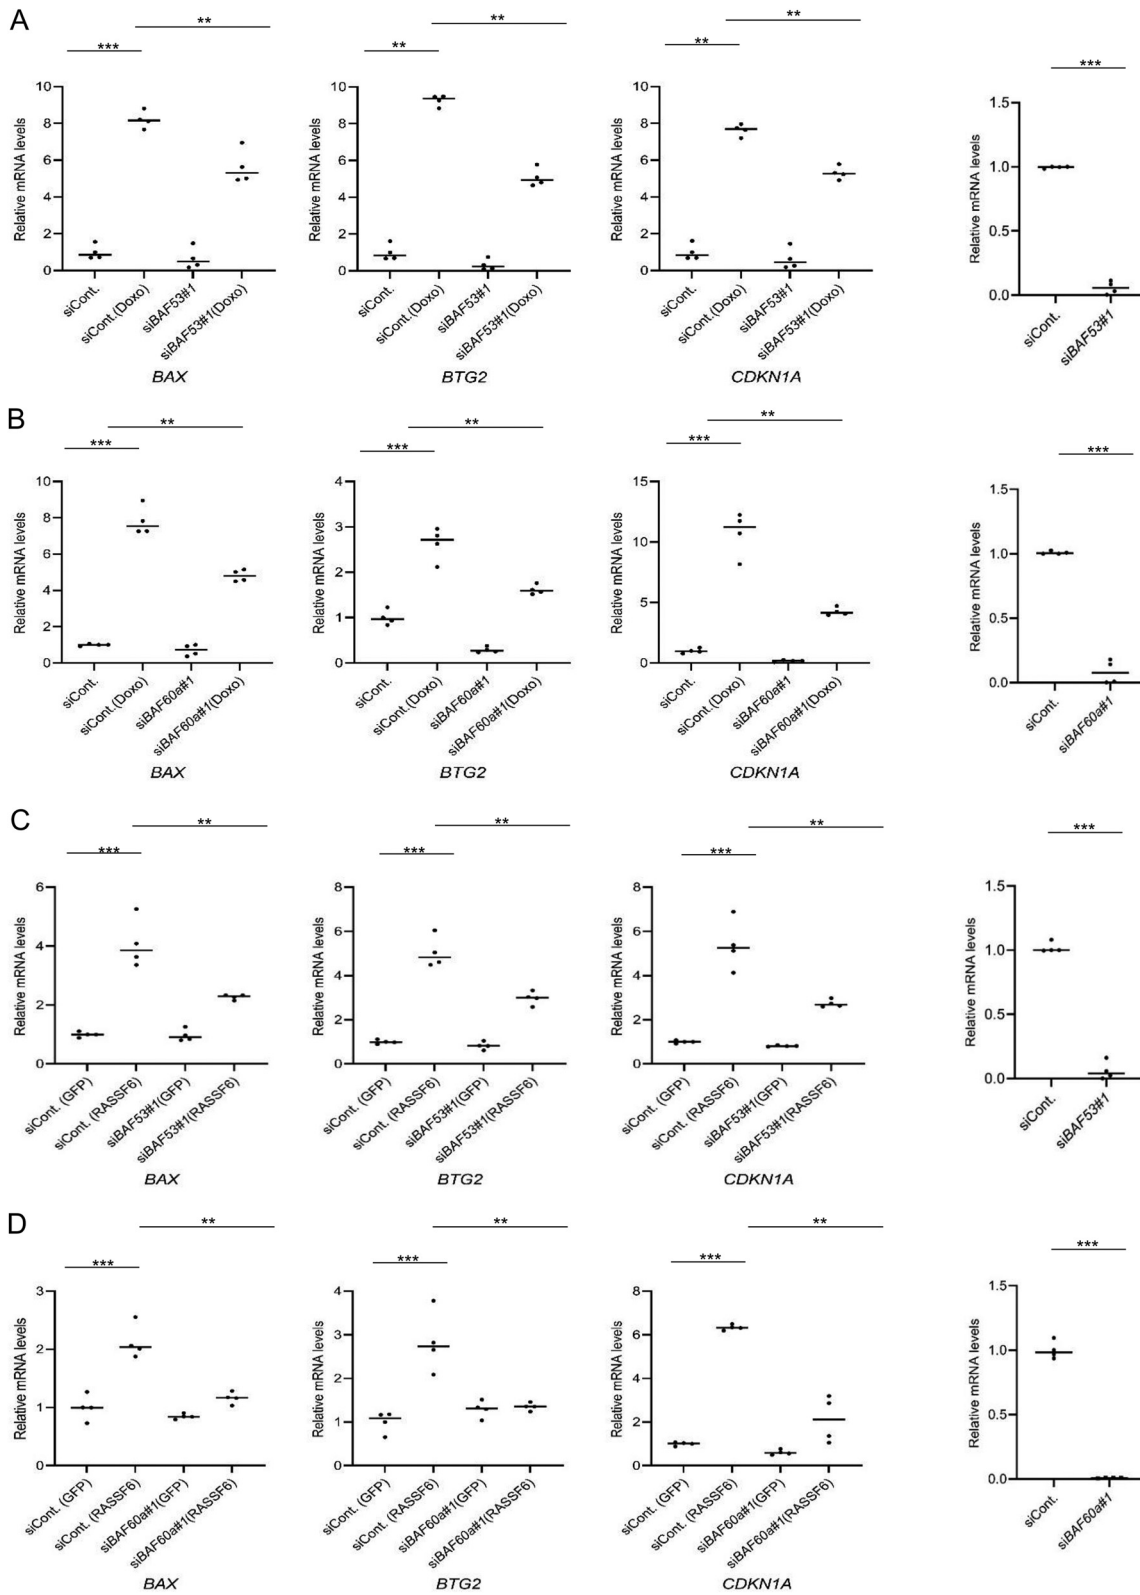 A
***
**
Relative mRNA levels
10
8
6
4
2
0
siCont.
siCont.(Doxo)
siBAF53#1
siBAF53#1(Doxo)
BAX
**
**
Relative mRNA levels
10
8
6
4
2
0
siCont.
siCont.(Doxo)
siBAF53#1
siBAF53#1(Doxo)
BTG2
**
**
Relative mRNA levels
10
8
6
4
2
0
siCont.
siCont.(Doxo)
siBAF53#1
siBAF53#1(Doxo)
CDKN1A
***
Relative mRNA levels
1.5
1.0
0.5
0.0
siCont.
siBAF53#1
B
***
**
Relative mRNA levels
10
8
6
4
2
0
siCont.
siCont.(Doxo)
siBAF60a#1
siBAF60a#1(Doxo)
BAX
***
**
Relative mRNA levels
4
3
2
1
0
siCont.
siCont.(Doxo)
siBAF60a#1
siBAF60a#1(Doxo)
BTG2
***
**
Relative mRNA levels
15
10
5
0
siCont.
siCont.(Doxo)
siBAF60a#1
siBAF60a#1(Doxo)
CDKN1A
***
Relative mRNA levels
1.5
1.0
0.5
0.0
siCont.
siBAF60a#1
C
***
**
Relative mRNA levels
6
4
2
0
siCont. (GFP)
siCont. (RASSF6)
siBAF53#1(GFP)
siBAF53#1(RASSF6)
BAX
***
**
Relative mRNA levels
8
6
4
2
0
siCont. (GFP)
siCont. (RASSF6)
siBAF53#1(GFP)
siBAF53#1(RASSF6)
BTG2
***
**
Relative mRNA levels
8
6
4
2
0
siCont. (GFP)
siCont. (RASSF6)
siBAF53#1(GFP)
siBAF53#1(RASSF6)
CDKN1A
***
Relative mRNA levels
1.5
1.0
0.5
0.0
siCont.
siBAF53#1
D
***
**
Relative mRNA levels
3
2
1
0
siCont. (GFP)
siCont. (RASSF6)
siBAF60a#1(GFP)
siBAF60a#1(RASSF6)
BAX
***
**
Relative mRNA levels
4
3
2
1
0
siCont. (GFP)
siCont. (RASSF6)
siBAF60a#1(GFP)
siBAF60a#1(RASSF6)
BTG2
***
**
Relative mRNA levels
8
6
4
2
0
siCont. (GFP)
siCont. (RASSF6)
siBAF60a#1(GFP)
siBAF60a#1(RASSF6)
CDKN1A
***
Relative mRNA levels
1.5
1.0
0.5
0.0
siCont.
siBAF60a#1